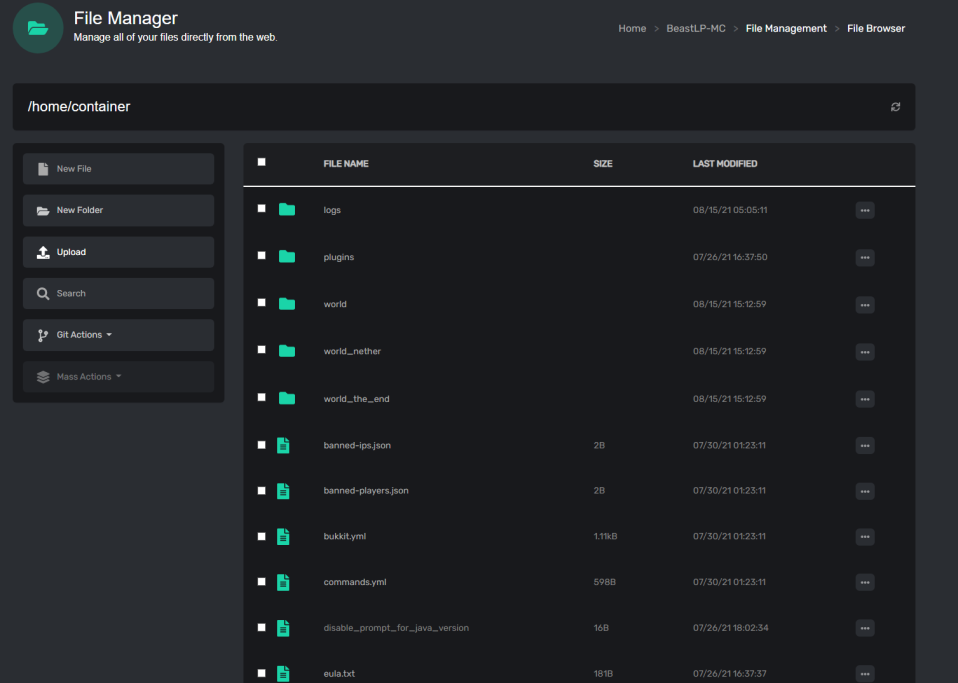 File Manager
Manage all of your files directly from the web.
Home > BeastLP-MC > File Management > File Browser
/home/container
New File
New Folder
Upload
Search
Git Actions
Mass Actions
FILE NAME SIZE LAST MODIFIED
logs 08/15/21 05:05:11
plugins 07/26/21 16:37:50
world 08/15/21 15:12:59
world_nether 08/15/21 15:12:59
world_the_end 08/15/21 15:12:59
banned-ips.json 2B 07/30/21 01:23:11
banned-players.json 2B 07/30/21 01:23:11
bukkit.yml 1.11kB 07/30/21 01:23:11
commands.yml 598B 07/30/21 01:23:11
disable_prompt_for_java_version 16B 07/26/21 18:02:34
eula.txt 181B 07/26/21 16:37:37